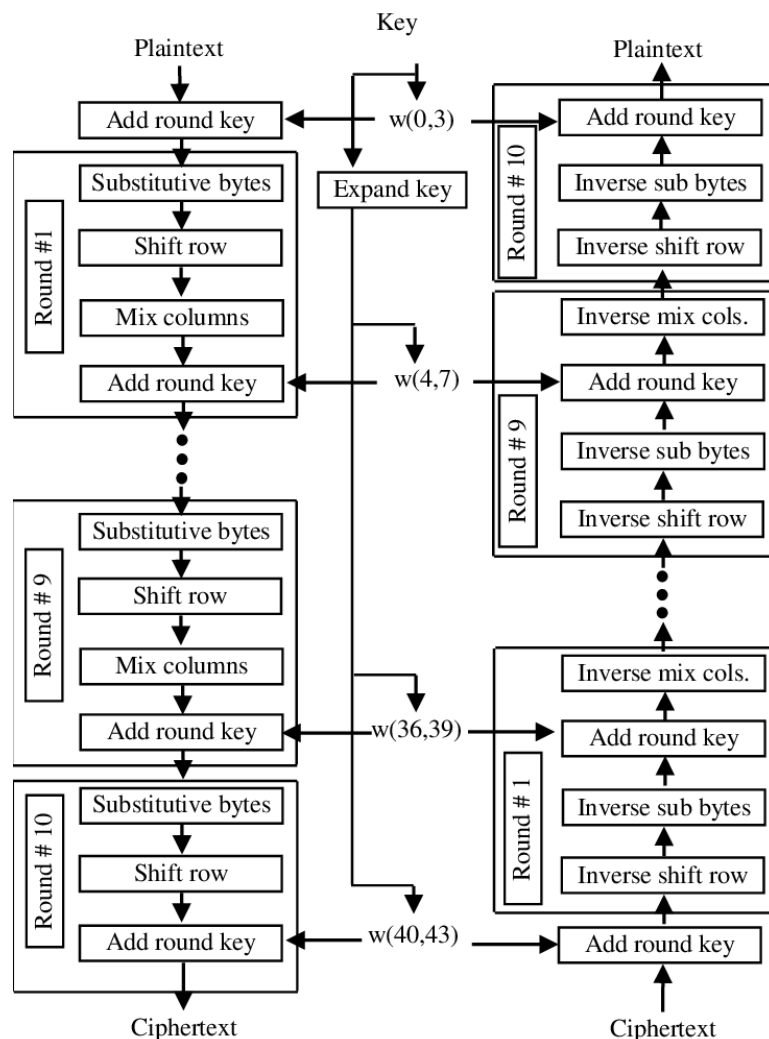 Key
Plaintext
Add round key
Round #1
Substitutive bytes
Shift row
Mix columns
Add round key
Round # 9
Substitutive bytes
Shift row
Mix columns
Add round key
Round # 10
Substitutive bytes
Shift row
Add round key
Ciphertext
w(0,3)
Expand key
w(4,7)
w(36,39)
w(40,43)
Plaintext
Add round key
Round # 10
Inverse sub bytes
Inverse shift row
Inverse mix cols.
Add round key
Round # 9
Inverse sub bytes
Inverse shift row
Inverse mix cols.
Add round key
Round # 1
Inverse sub bytes
Inverse shift row
Add round key
Ciphertext